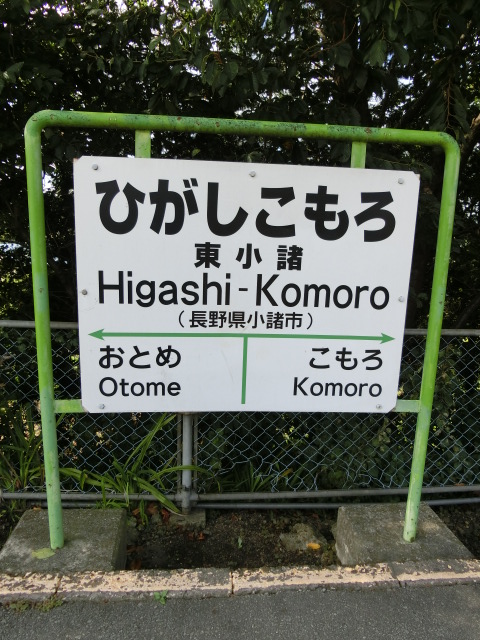 ひがしこもろ
東小諸
Higashi-Komoro
（長野県小諸市）
おとめ こもろ
Otome Komoro